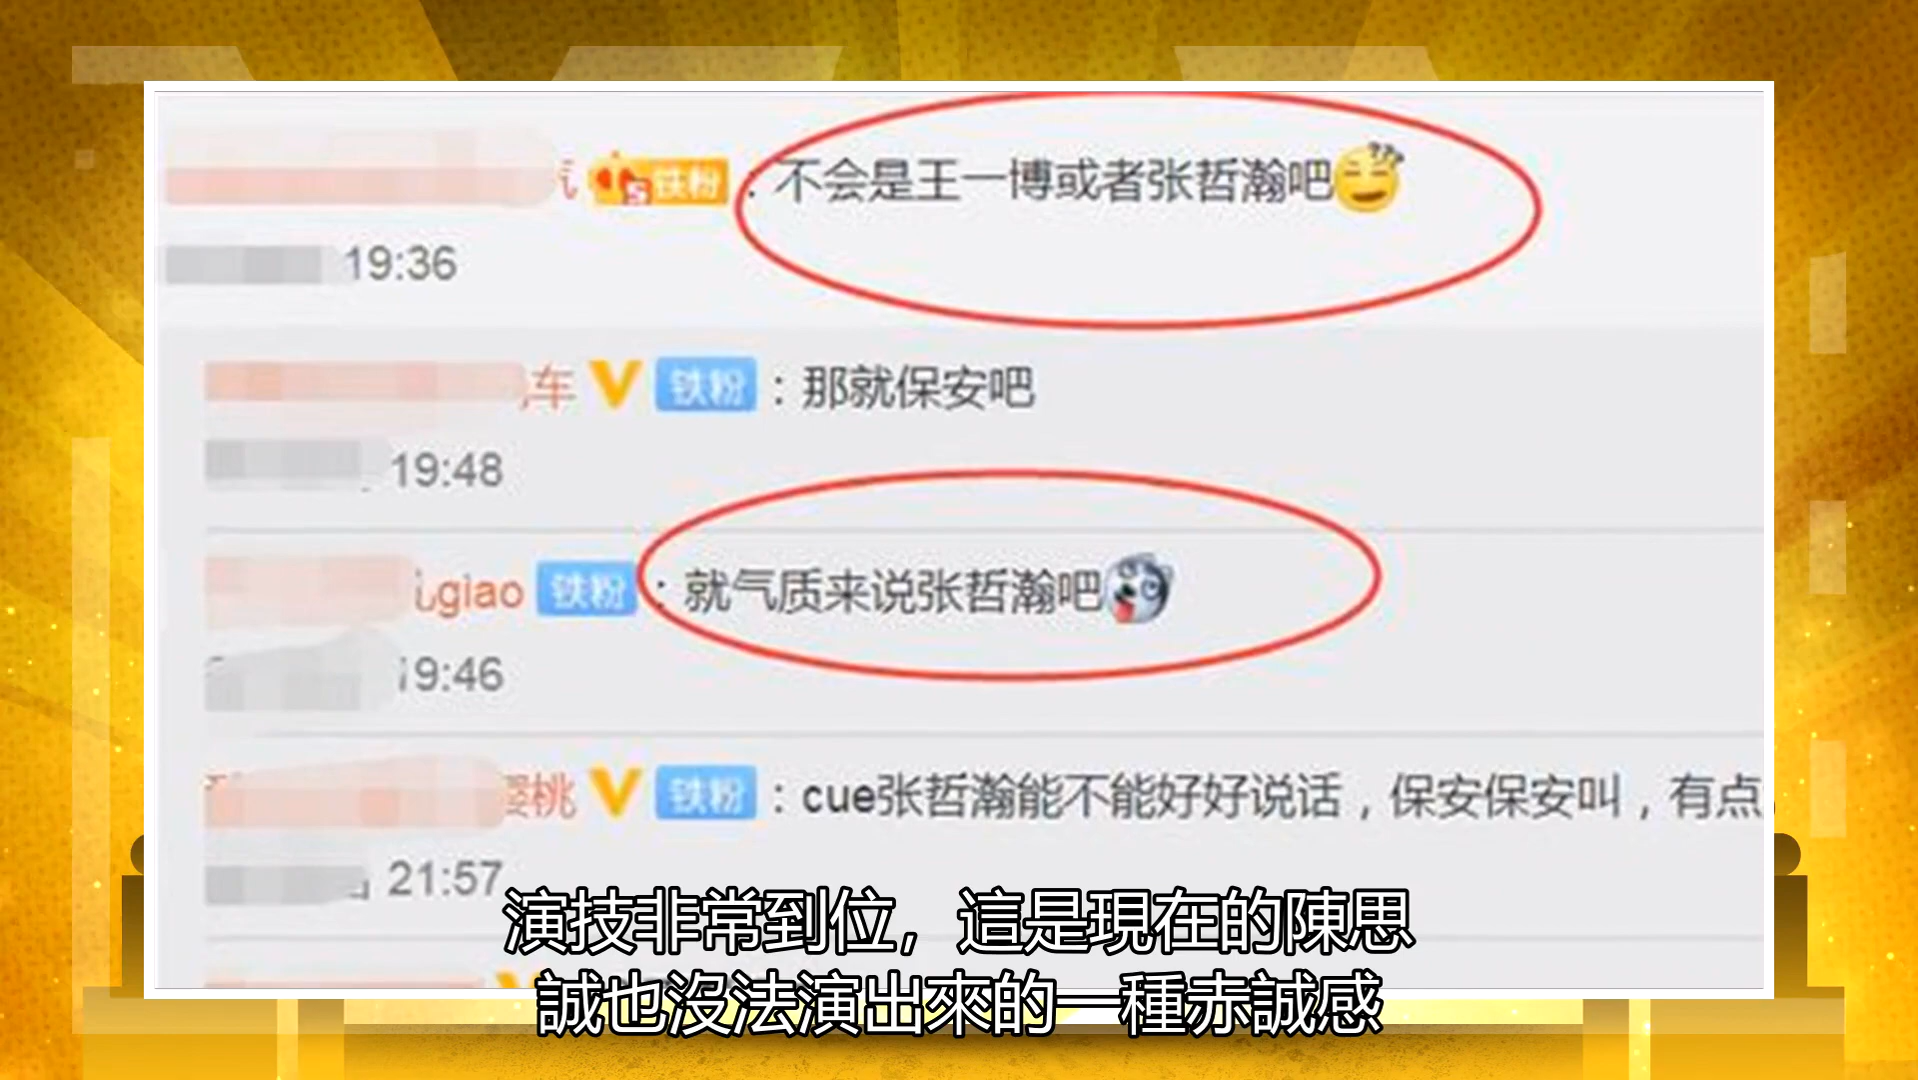 铁粉：不会是王一博或者张哲瀚吧
19:36
车 V 铁粉：那就保安吧
19:48
giao 铁粉：就气质来说张哲瀚吧
19:46
樱桃 V 铁粉：cue张哲瀚能不能好好说话，保安保安叫，有点
21:57
演技非常到位，這是現在的陳思
誠也沒法演出來的一種赤誠感